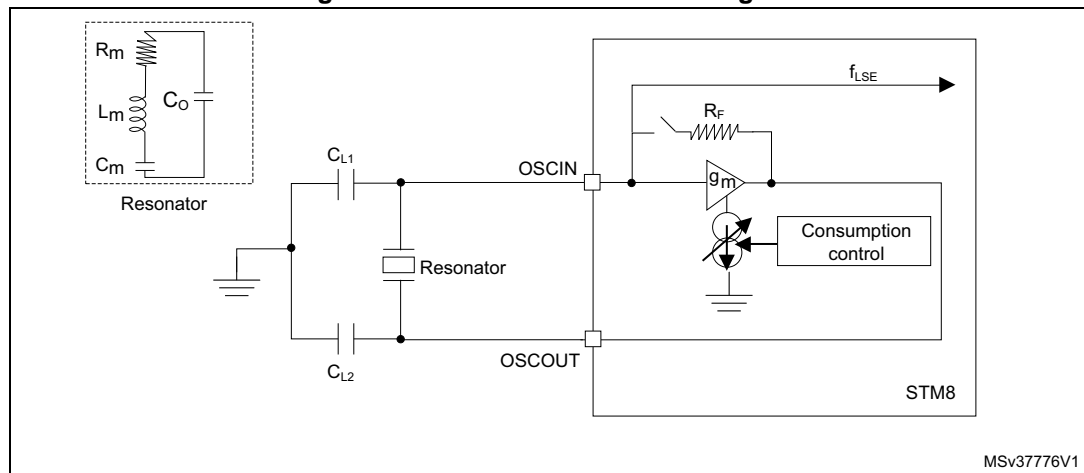 Rm
Lm
CO
Cm
Resonator
CL1
OSCIN
fLSE
RF
gm
Consumption
control
Resonator
OSCOUT
CL2
STM8
MSv37776V1